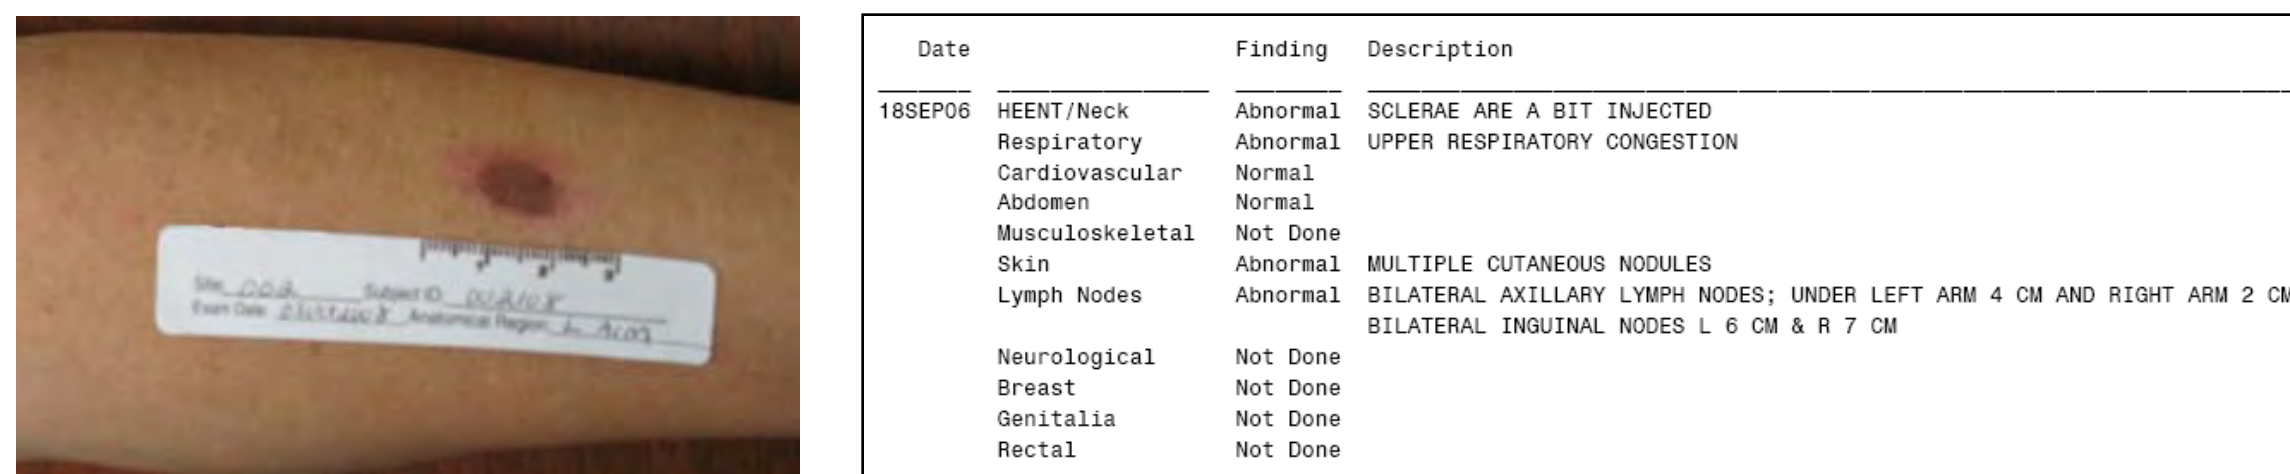 Site 002 Subject ID 002108
Exam Date Anatomical Region L Arm
Date Finding Description
18SEP06 HEENT/Neck Abnormal SCLERAE ARE A BIT INJECTED
Respiratory Abnormal UPPER RESPIRATORY CONGESTION
Cardiovascular Normal
Abdomen Normal
Musculoskeletal Not Done
Skin Abnormal MULTIPLE CUTANEOUS NODULES
Lymph Nodes Abnormal BILATERAL AXILLARY LYMPH NODES; UNDER LEFT ARM 4 CM AND RIGHT ARM 2 CM
BILATERAL INGUINAL NODES L 6 CM & R 7 CM
Neurological Not Done
Breast Not Done
Genitalia Not Done
Rectal Not Done